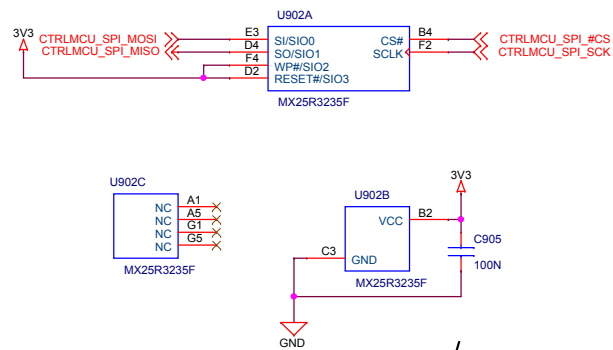 U902A
3V3
CTRLMCU_SPI_MOSI E3 SI/SIO0 CS# B4 CTRLMCU_SPI_#CS
CTRLMCU_SPI_MISO D4 SO/SIO1 SCLK F2 CTRLMCU_SPI_SCK
F4 WP#/SIO2
D2 RESET#/SIO3
MX25R3235F
U902C
NC A1
NC A5
NC G1
NC G5
MX25R3235F
U902B
3V3
VCC B2
C3 GND
C905
100N
MX25R3235F
GND